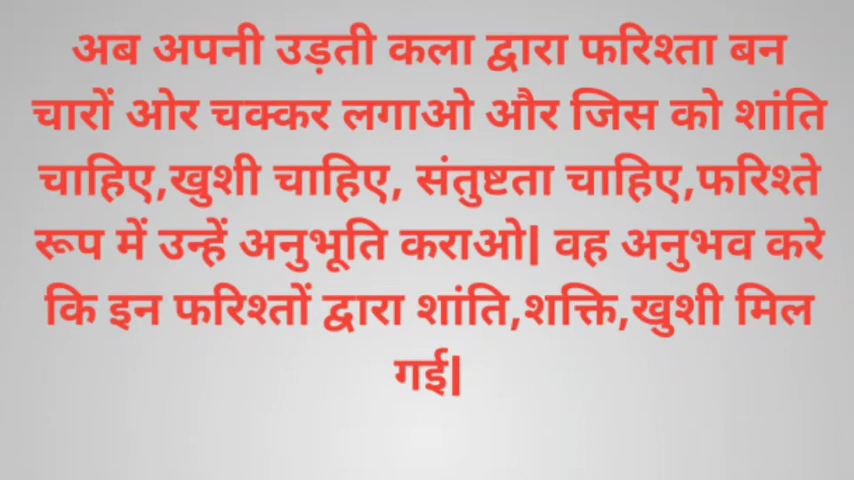 अब अपनी उड़ती कला द्वारा फरिश्ता बन
चारों ओर चक्कर लगाओ और जिस को शांति
चाहिए,खुशी चाहिए, संतुष्टता चाहिए,फरिश्ते
रूप में उन्हें अनुभूति कराओ| वह अनुभव करे
कि इन फरिश्तों द्वारा शांति,शक्ति,खुशी मिल
गई|